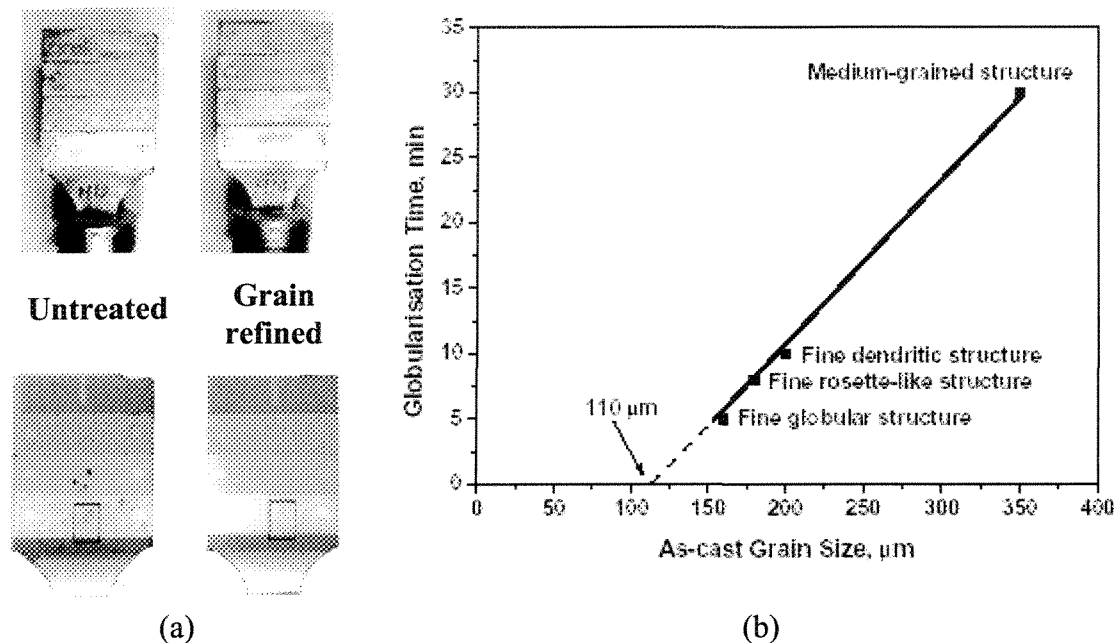 Untreated
Grain
refined
(a)
35
30
25
20
15
10
5
0
Globularisation Time, min
Medium-grained structure
Fine dendritic structure
Fine rosette-like structure
Fine globular structure
110 µm
0 50 100 150 200 250 300 350 400
As-cast Grain Size, µm
(b)